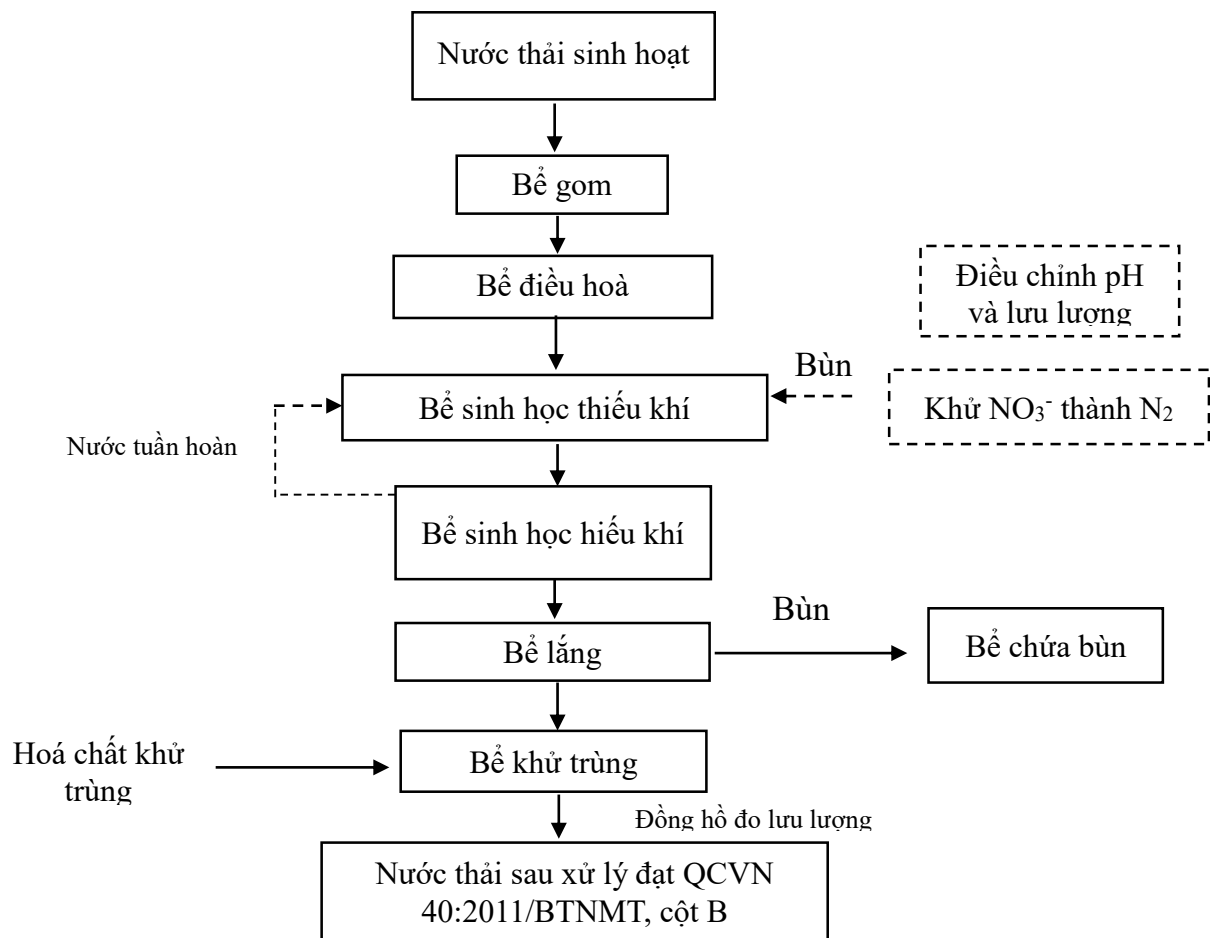 Nước thải sinh hoạt
Bể gom
Bể điều hoà
Điều chỉnh pH
và lưu lượng
Bùn
Bể sinh học thiếu khí
Khử NO₃⁻ thành N₂
Nước tuần hoàn
Bể sinh học hiếu khí
Bùn
Bể lắng
Bể chứa bùn
Hoá chất khử
trùng
Bể khử trùng
Đồng hồ đo lưu lượng
Nước thải sau xử lý đạt QCVN
40:2011/BTNMT, cột B